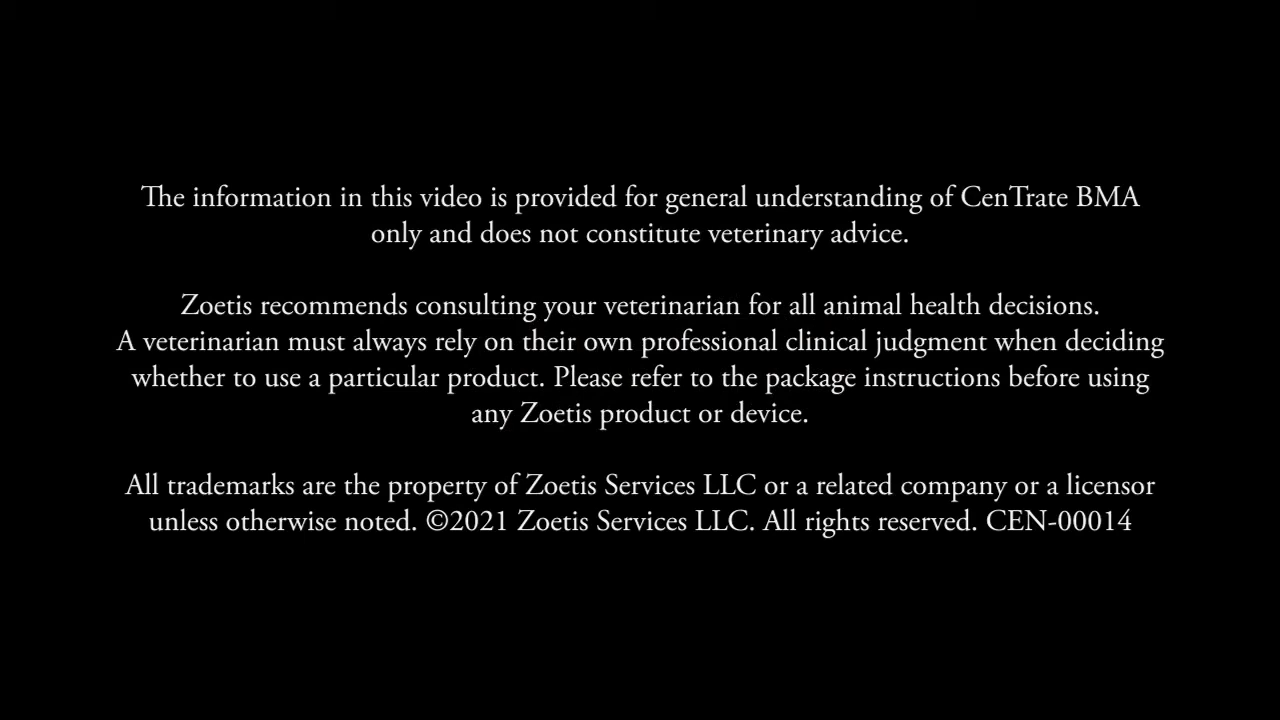 The information in this video is provided for general understanding of CenTrate BMA
only and does not constitute veterinary advice.
Zoetis recommends consulting your veterinarian for all animal health decisions.
A veterinarian must always rely on their own professional clinical judgment when deciding
whether to use a particular product. Please refer to the package instructions before using
any Zoetis product or device.
All trademarks are the property of Zoetis Services LLC or a related company or a licensor
unless otherwise noted. ©2021 Zoetis Services LLC. All rights reserved. CEN-00014